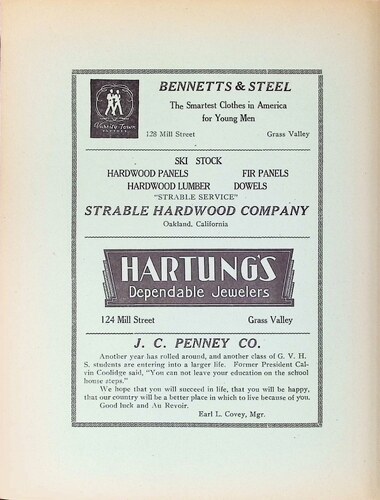 Varsity Town
CLOTHES
BENNETTS & STEEL
The Smartest Clothes in America
for Young Men
128 Mill Street Grass Valley
SKI STOCK
HARDWOOD PANELS FIR PANELS
HARDWOOD LUMBER DOWELS
"STRABLE SERVICE"
STRABLE HARDWOOD COMPANY
Oakland, California
HARTUNG'S
Dependable Jewelers
124 Mill Street Grass Valley
J. C. PENNEY CO.
Another year has rolled around, and another class of G. V. H.
S. students are entering into a larger life. Former President Cal-
vin Coolidge said, "You can not leave your education on the school
house steps."
We hope that you will succeed in life, that you will be happy,
that our country will be a better place in which to live because of you.
Good luck and Au Revoir.
Earl L. Covey, Mgr.